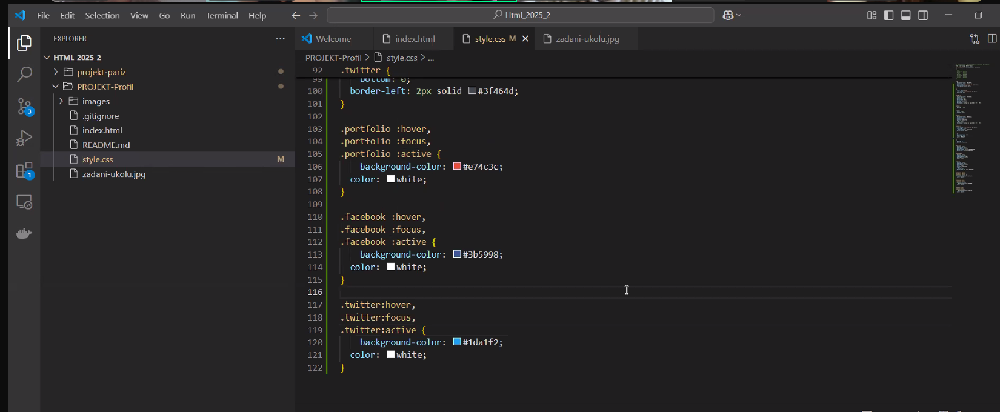 File Edit Selection View Go Run Terminal Help Html_2025_2
EXPLORER
Welcome index.html style.css M zadani-ukolu.jpg
HTML_2025_2
projekt-pariz
PROJEKT-Profil
images
.gitignore
index.html
README.md
style.css M
zadani-ukolu.jpg
3
1
PROJEKT-Profil > style.css > ...
92 .twitter {
99 bottom: 0;
100 border-left: 2px solid #3f464d;
101 }
102
103 .portfolio :hover,
104 .portfolio :focus,
105 .portfolio :active {
106 background-color: #e74c3c;
107 color: white;
108 }
109
110 .facebook :hover,
111 .facebook :focus,
112 .facebook :active {
113 background-color: #3b5998;
114 color: white;
115 }
116
117 .twitter:hover,
118 .twitter:focus,
119 .twitter:active {
120 background-color: #1da1f2;
121 color: white;
122 }